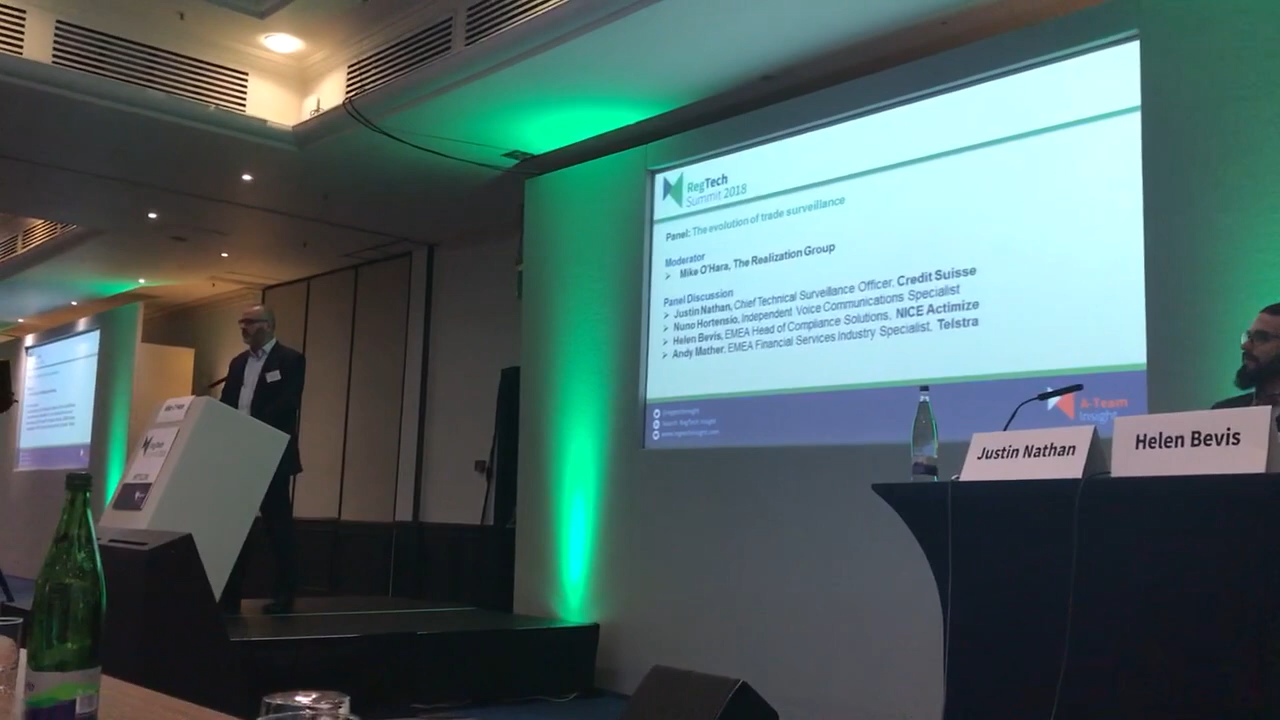 RegTech
Summit 2018
Panel: The evolution of trade surveillance
Moderator
Mike O'Hara, The Realization Group
Panel Discussion
Justin Nathan, Chief Technical Surveillance Officer, Credit Suisse
Nuno Hortensio, Independent Voice Communications Specialist
Helen Bevis, EMEA Head of Compliance Solutions, NICE Actimize
Andy Mather, EMEA Financial Services Industry Specialist, Telstra
A-Team
Insight
Justin Nathan
Helen Bevis